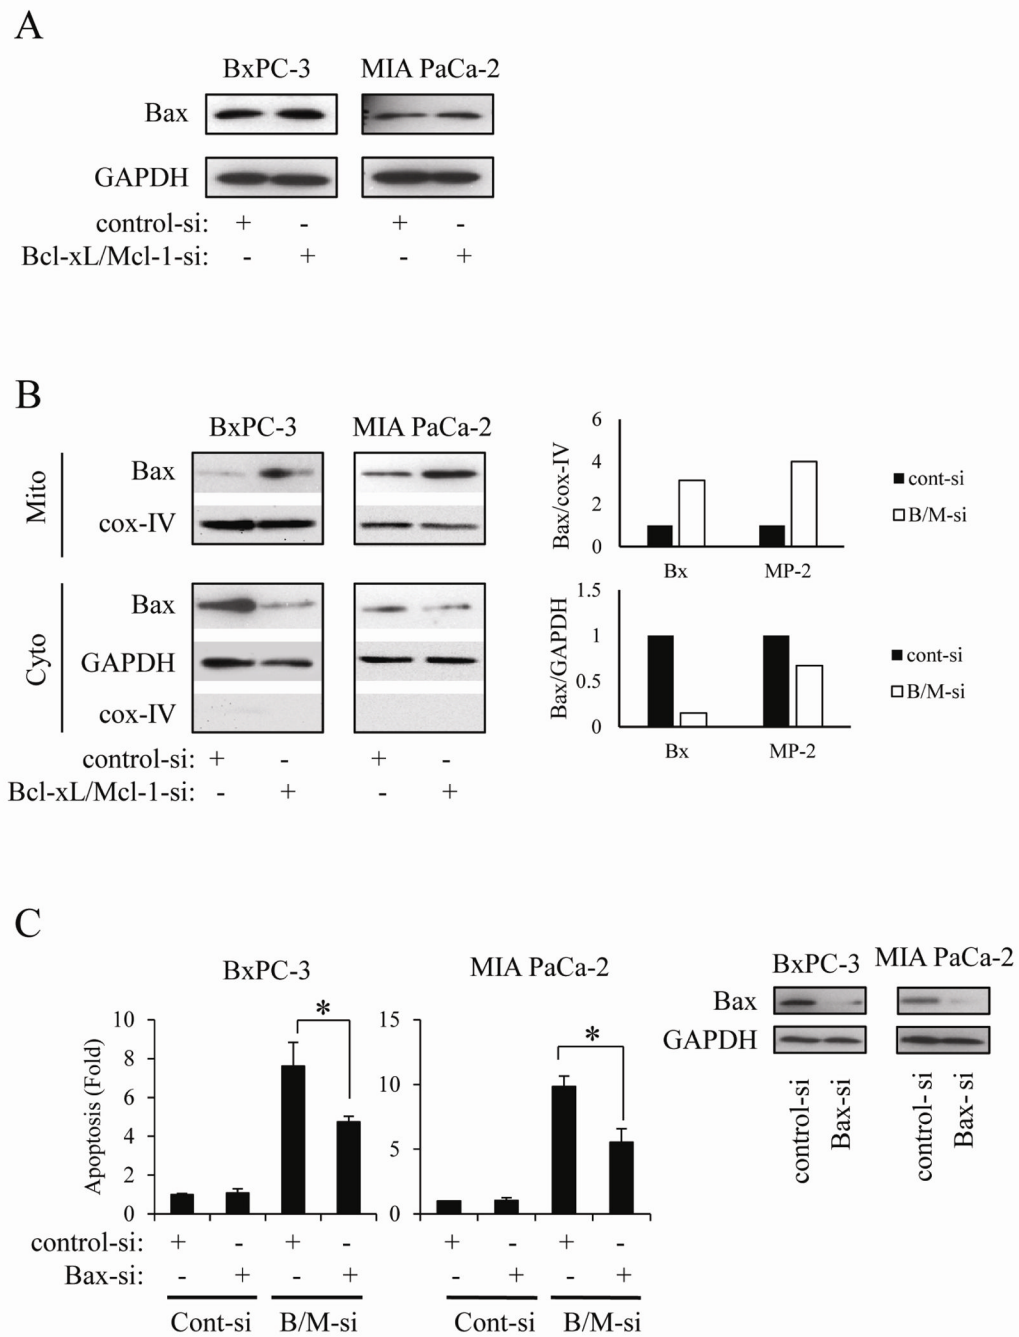 A
BxPC-3 MIA PaCa-2
Bax
GAPDH
control-si: + - + -
Bcl-xL/Mcl-1-si: - + - +
B
BxPC-3 MIA PaCa-2
Mito
Bax
cox-IV
Cyto
Bax
GAPDH
cox-IV
control-si: + - + -
Bcl-xL/Mcl-1-si: - + - +
Bax/cox-IV
6
4
2
0
Bx MP-2
cont-si
B/M-si
Bax/GAPDH
1.5
1
0.5
0
Bx MP-2
cont-si
B/M-si
C
BxPC-3
Apoptosis (Fold)
10
8
6
4
2
0
*
MIA PaCa-2
15
10
5
0
*
control-si: + - + - + - + -
Bax-si: - + - + - + - +
Cont-si B/M-si Cont-si B/M-si
BxPC-3 MIA PaCa-2
Bax
GAPDH
control-si Bax-si control-si Bax-si